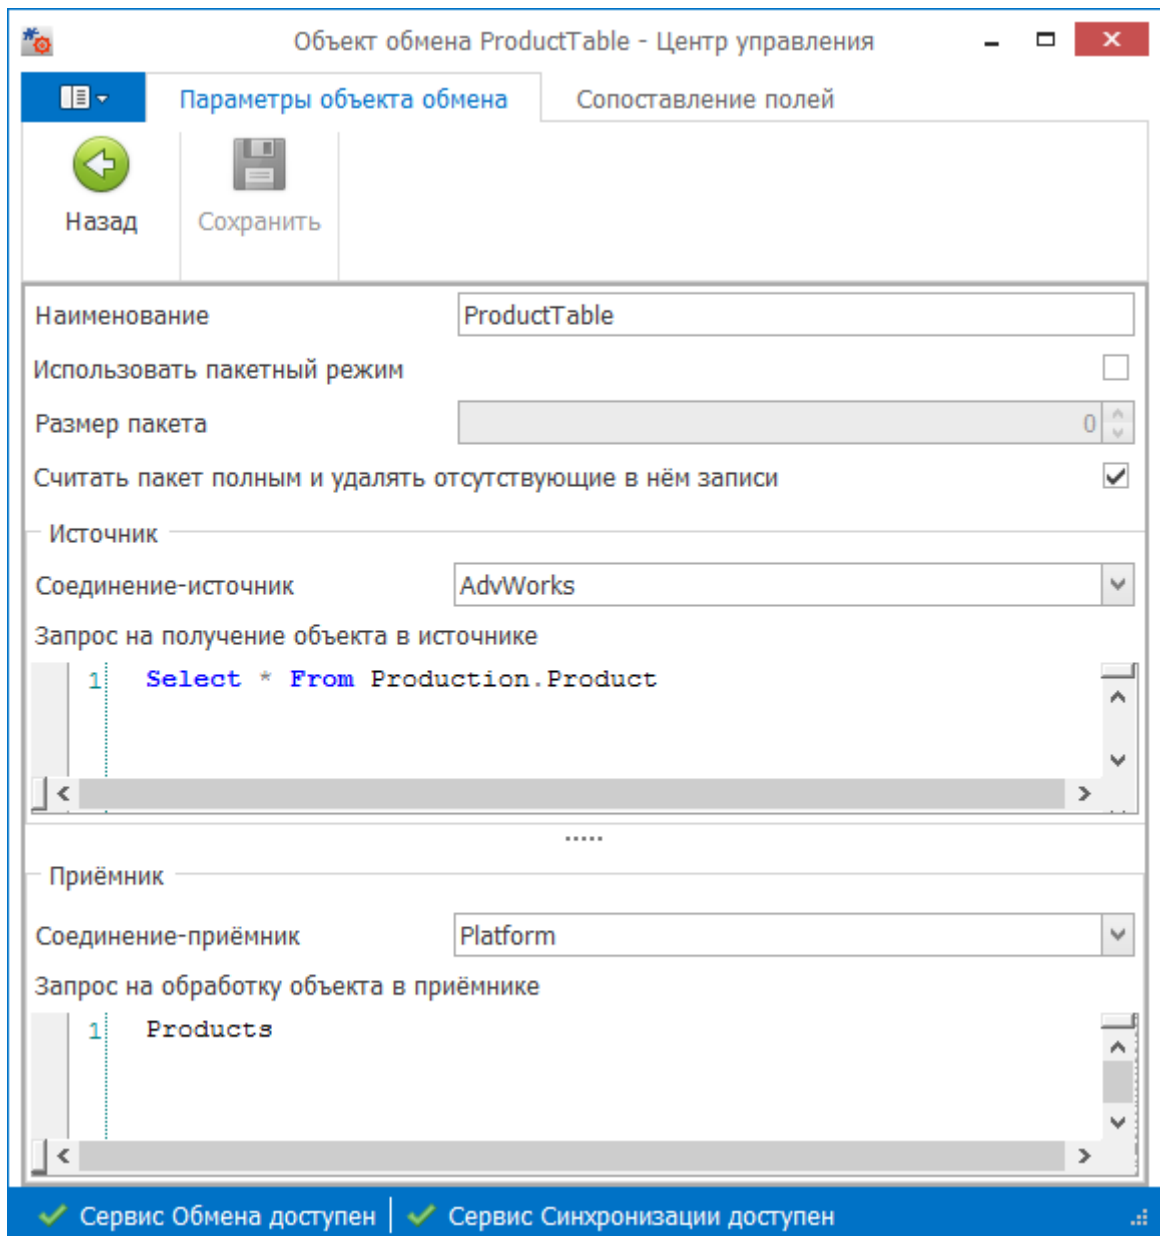 Объект обмена ProductTable - Центр управления
Параметры объекта обмена Сопоставление полей
Назад Сохранить
Наименование ProductTable
Использовать пакетный режим
Размер пакета 0
Считать пакет полным и удалять отсутствующие в нём записи
Источник
Соединение-источник AdvWorks
Запрос на получение объекта в источнике
1 Select * From Production.Product
Приёмник
Соединение-приёмник Platform
Запрос на обработку объекта в приёмнике
1 Products
Сервис Обмена доступен Сервис Синхронизации доступен